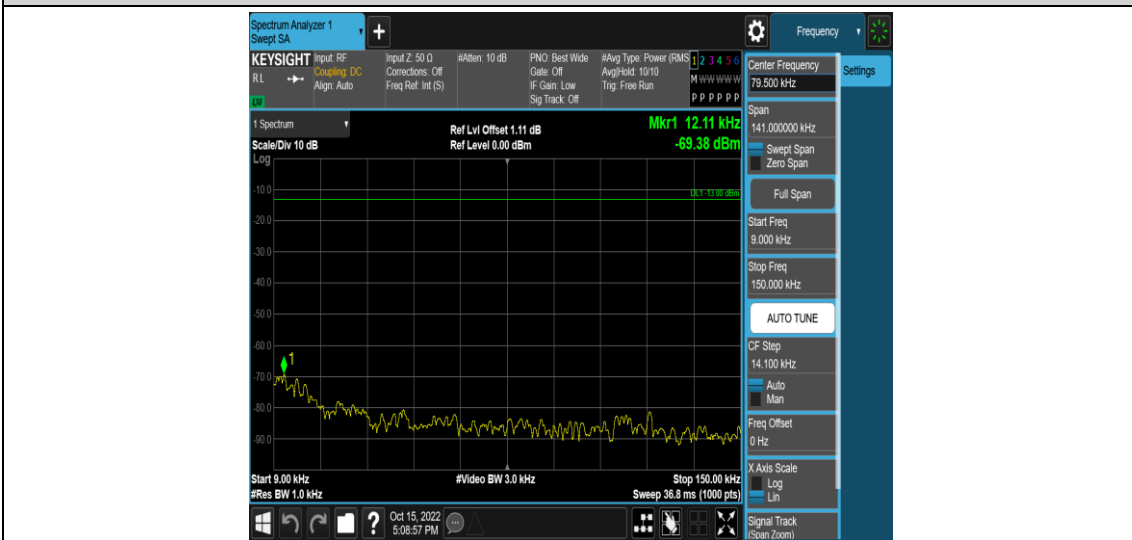 Spectrum Analyzer 1
Swept SA
+
Frequency
KEYSIGHT
RL
LNI
Input: RF
Coupling: DC
Align: Auto
Input Z: 50 Ω
Corrections: Off
Freq Ref: Int (S)
#Atten: 10 dB
PNO: Best Wide
Gate: Off
IF Gain: Low
Sig Track: Off
#Avg Type: Power (RMS
Avg|Hold: 10/10
Trig: Free Run
1 2 3 4 5 6
M W W W W W
P P P P P P
Center Frequency
79.500 kHz
Settings
Span
141.000000 kHz
Swept Span
Zero Span
Full Span
Start Freq
9.000 kHz
Stop Freq
150.000 kHz
AUTO TUNE
CF Step
14.100 kHz
Auto
Man
Freq Offset
0 Hz
X Axis Scale
Log
Lin
Signal Track
(Span Zoom)
1 Spectrum
Scale/Div 10 dB
Log
Ref Lvl Offset 1.11 dB
Ref Level 0.00 dBm
Mkr1 12.11 kHz
-69.38 dBm
DL1 -13.00 dBm
-10.0
-20.0
-30.0
-40.0
-50.0
-60.0
-70.0
-80.0
-90.0
1
Start 9.00 kHz
#Res BW 1.0 kHz
#Video BW 3.0 kHz
Stop 150.00 kHz
Sweep 36.8 ms (1000 pts)
?
Oct 15, 2022
5:08:57 PM